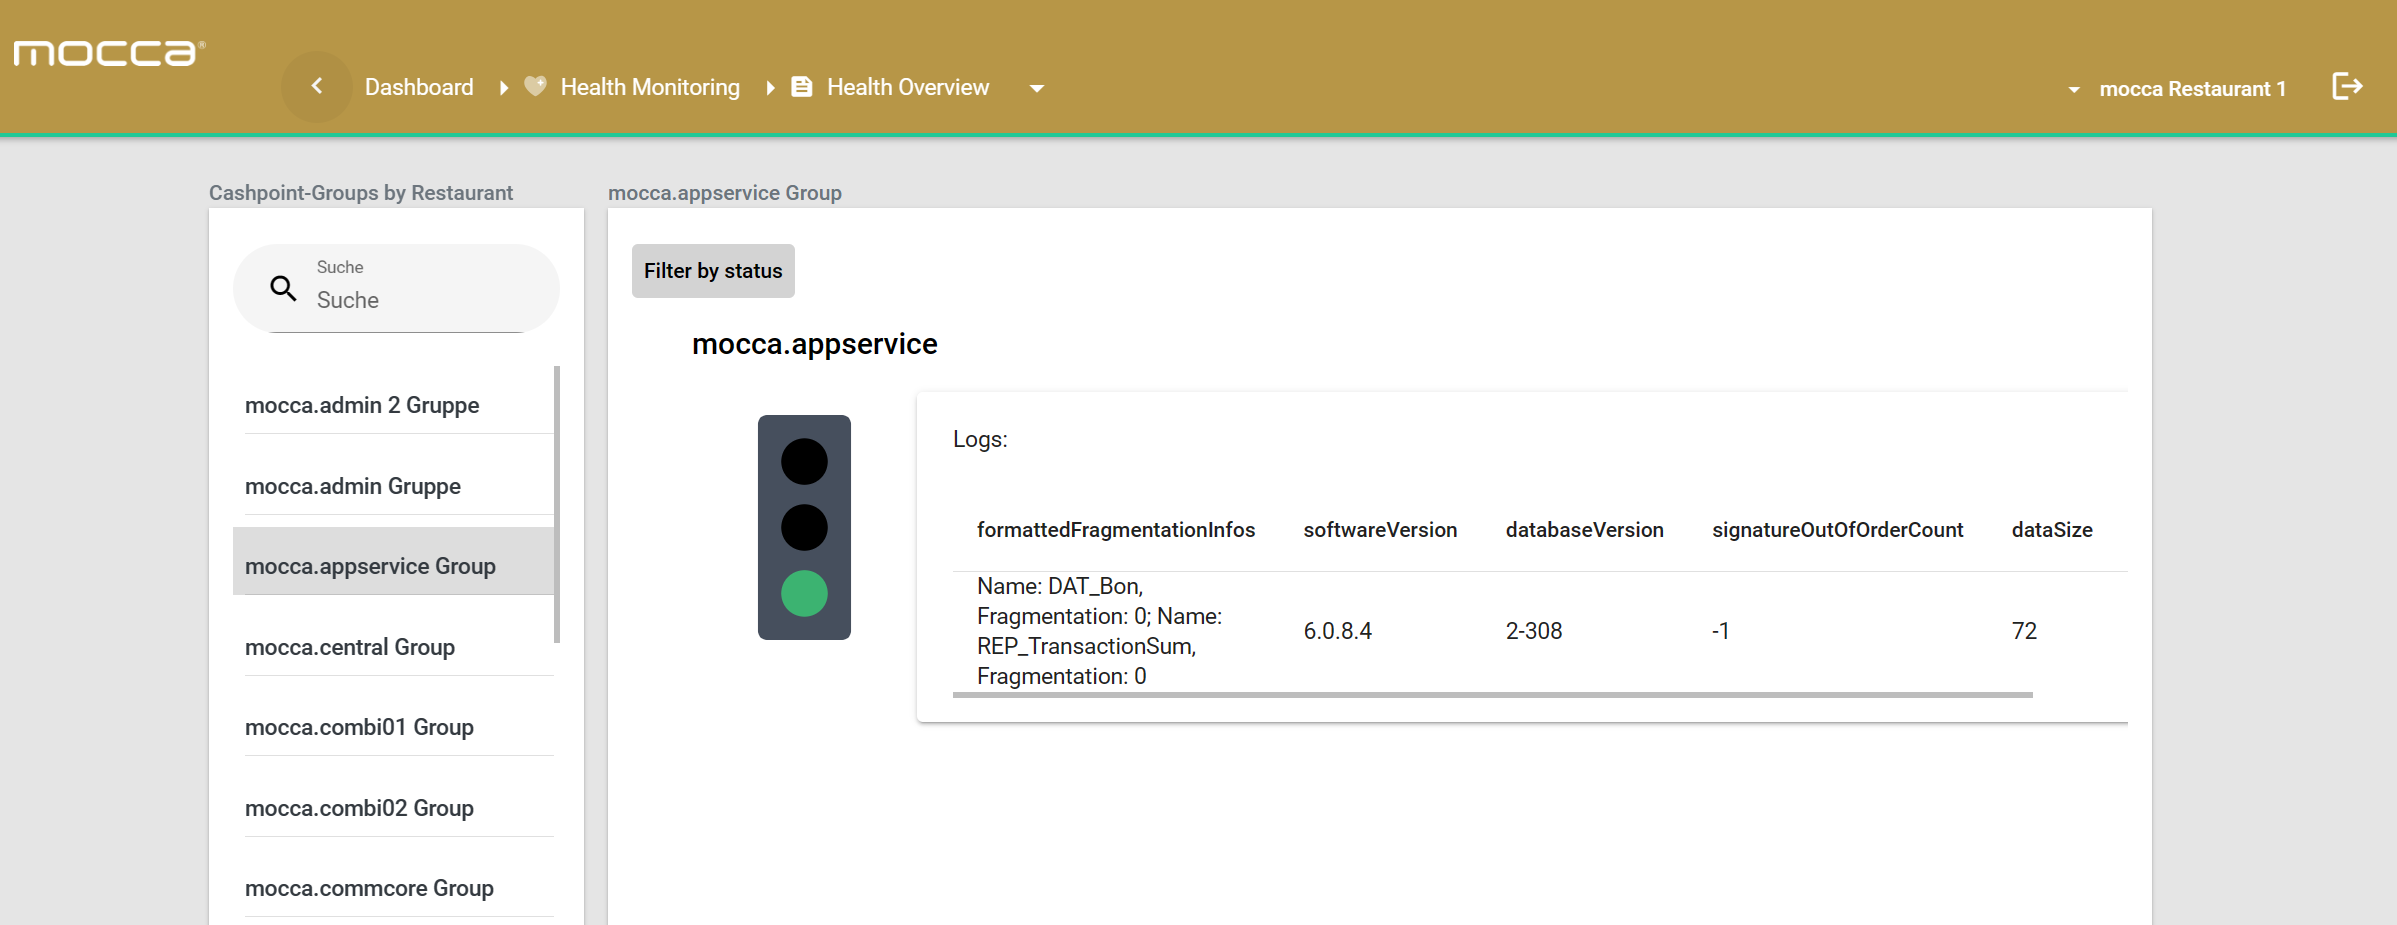 mocca®
Dashboard
Health Monitoring
Health Overview
mocca Restaurant 1
Cashpoint-Groups by Restaurant
Suche
Suche
mocca.admin 2 Gruppe
mocca.admin Gruppe
mocca.appservice Group
mocca.central Group
mocca.combi01 Group
mocca.combi02 Group
mocca.commcore Group
mocca.appservice Group
Filter by status
mocca.appservice
Logs:
formattedFragmentationInfos softwareVersion databaseVersion signatureOutOfOrderCount dataSize
Name: DAT_Bon,
Fragmentation: 0; Name:
REP_TransactionSum,
Fragmentation: 0
6.0.8.4
2-308
-1
72